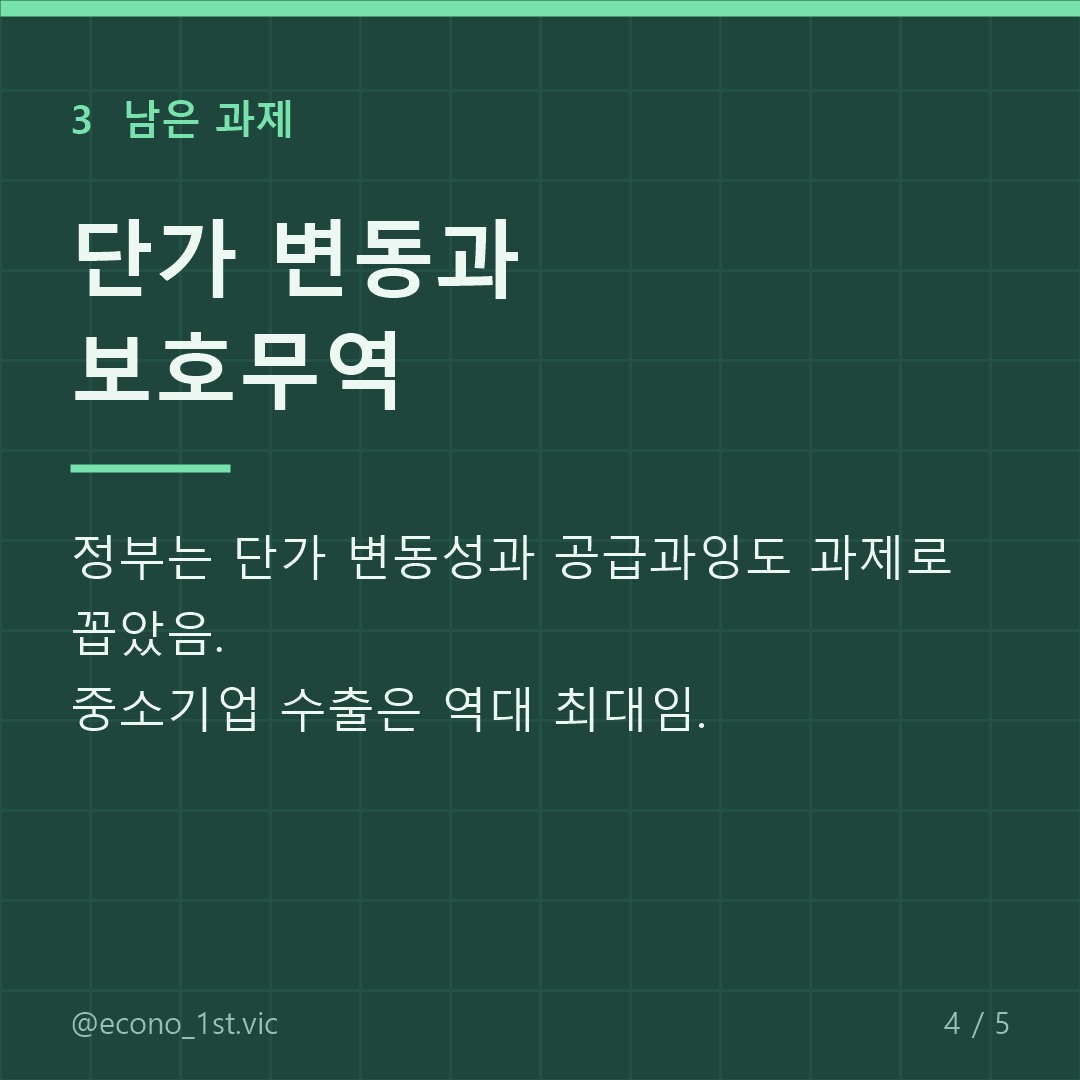 3 남은 과제
단가 변동과
보호무역
정부는 단가 변동성과 공급과잉도 과제로
꼽았음.
중소기업 수출은 역대 최대임.
@econo_1st.vic
4 / 5